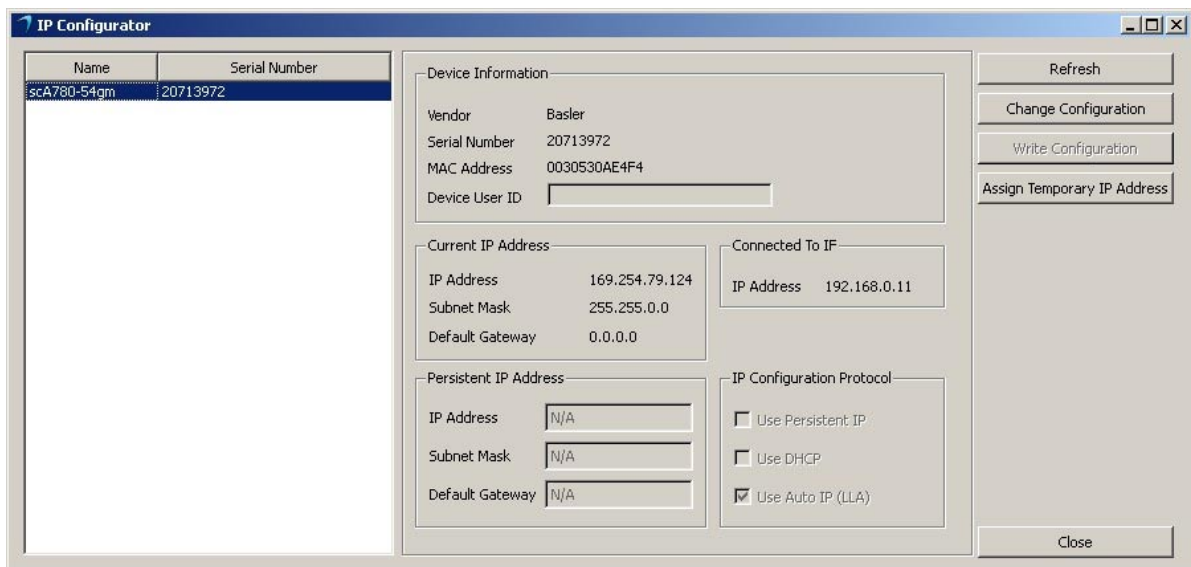 IP Configurator
Name Serial Number
scA780-54gm 20713972
Device Information
Vendor Basler
Serial Number 20713972
MAC Address 0030530AE4F4
Device User ID
Current IP Address
IP Address 169.254.79.124
Subnet Mask 255.255.0.0
Default Gateway 0.0.0.0
Connected To IF
IP Address 192.168.0.11
Persistent IP Address
IP Address N/A
Subnet Mask N/A
Default Gateway N/A
IP Configuration Protocol
Use Persistent IP
Use DHCP
Use Auto IP (LLA)
Refresh
Change Configuration
Write Configuration
Assign Temporary IP Address
Close